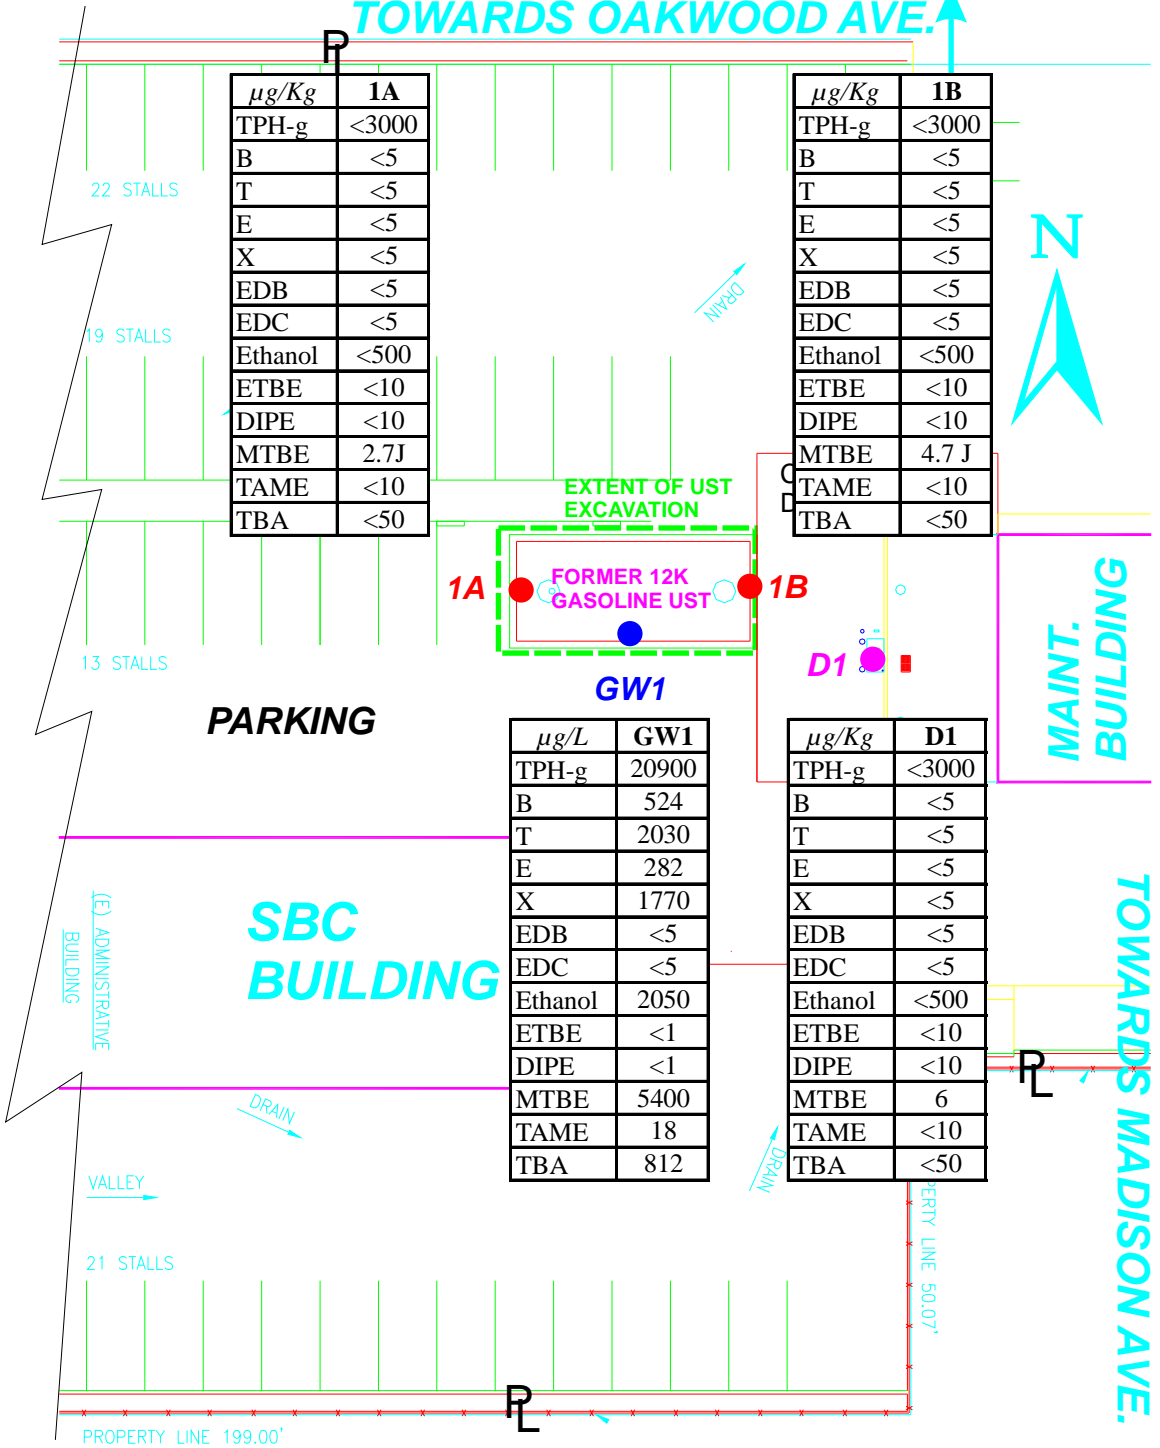 TOWARDS OAKWOOD AVE.
PL
µg/Kg 1A
TPH-g <3000
B <5
T <5
E <5
X <5
EDB <5
EDC <5
Ethanol <500
ETBE <10
DIPE <10
MTBE 2.7J
TAME <10
TBA <50
µg/Kg 1B
TPH-g <3000
B <5
T <5
E <5
X <5
EDB <5
EDC <5
Ethanol <500
ETBE <10
DIPE <10
MTBE 4.7 J
TAME <10
TBA <50
22 STALLS
N
DRAIN
19 STALLS
EXTENT OF UST
EXCAVATION
1A
FORMER 12K
GASOLINE UST
1B
13 STALLS
D1
MAINT.
BUILDING
GW1
PARKING
µg/L GW1
TPH-g 20900
B 524
T 2030
E 282
X 1770
EDB <5
EDC <5
Ethanol 2050
ETBE <1
DIPE <1
MTBE 5400
TAME 18
TBA 812
µg/Kg D1
TPH-g <3000
B <5
T <5
E <5
X <5
EDB <5
EDC <5
Ethanol <500
ETBE <10
DIPE <10
MTBE 6
TAME <10
TBA <50
(E) ADMINISTRATIVE
BUILDING
SBC
BUILDING
TOWARDS MADISON AVE.
PL
DRAIN
DRAIN
VALLEY
PERTY LINE 50.07'
21 STALLS
PL
PROPERTY LINE 199.00'